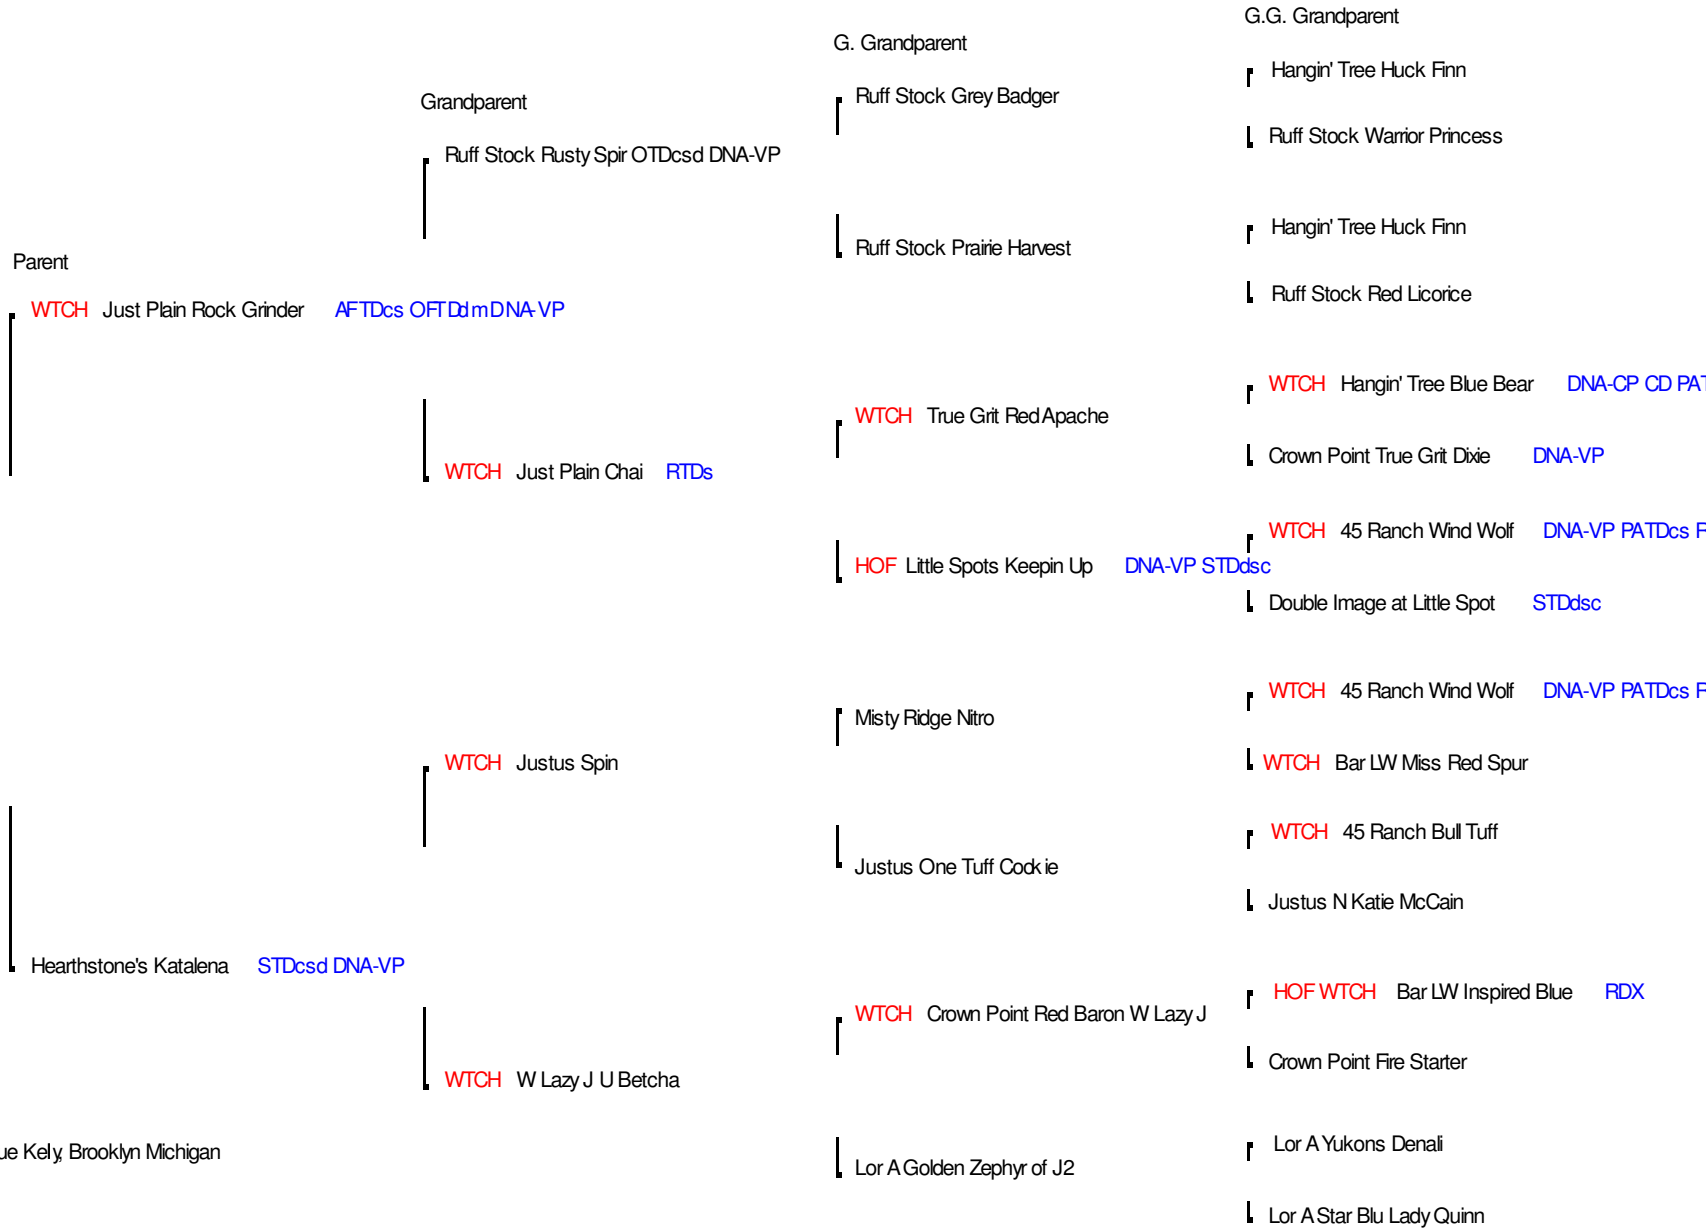 G.G. Grandparent
G. Grandparent
Hangin' Tree Huck Finn
Grandparent
Ruff Stock Grey Badger
Ruff Stock Warrior Princess
Ruff Stock Rusty Spir OTDcsd DNA-VP
Hangin' Tree Huck Finn
Ruff Stock Prairie Harvest
Parent
Ruff Stock Red Licorice
WTCH Just Plain Rock Grinder AFTDcs OFTDdm DNA-VP
WTCH Hangin' Tree Blue Bear DNA-CP CD PAT
WTCH True Grit Red Apache
Crown Point True Grit Dixie DNA-VP
WTCH Just Plain Chai RTDs
WTCH 45 Ranch Wind Wolf DNA-VP PATDcs R
HOF Little Spots Keepin Up DNA-VP STDdsc
Double Image at Little Spot STDdsc
WTCH 45 Ranch Wind Wolf DNA-VP PATDcs R
Misty Ridge Nitro
WTCH Justus Spin
WTCH Bar LW Miss Red Spur
WTCH 45 Ranch Bull Tuff
Justus One Tuff Cookie
Justus N Katie McCain
Hearthstone's Katalena STDcsd DNA-VP
HOF WTCH Bar LW Inspired Blue RDX
WTCH Crown Point Red Baron W Lazy J
Crown Point Fire Starter
WTCH W Lazy J U Betcha
Lor A Yukons Denali
ue Kelly, Brooklyn Michigan
Lor A Golden Zephyr of J2
Lor A Star Blu Lady Quinn